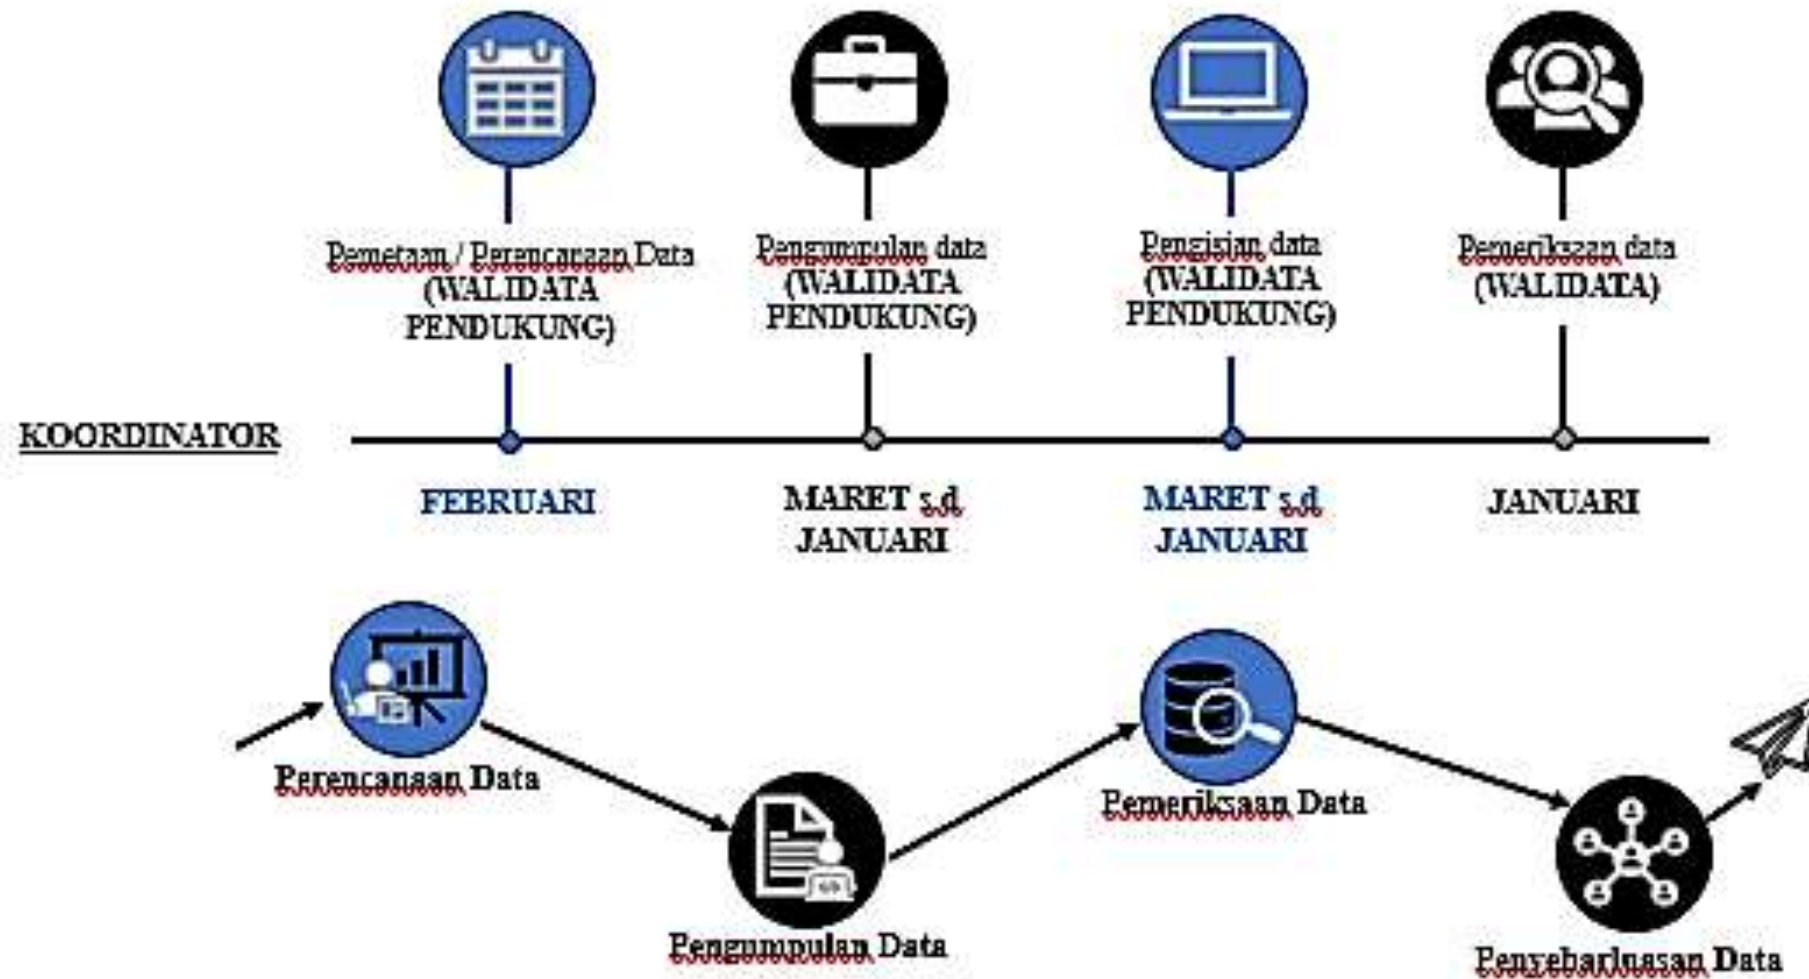 Pemetaan / Perencanaan Data
(WALIDATA
PENDUKUNG)
Pengumpulan data
(WALIDATA
PENDUKUNG)
Pengisian data
(WALIDATA
PENDUKUNG)
Pemeriksaan data
(WALIDATA)
KOORDINATOR
FEBRUARI
MARET s.d.
JANUARI
MARET s.d.
JANUARI
JANUARI
Perencanaan Data
Pengumpulan Data
Pemeriksaan Data
Penyebarluasan Data